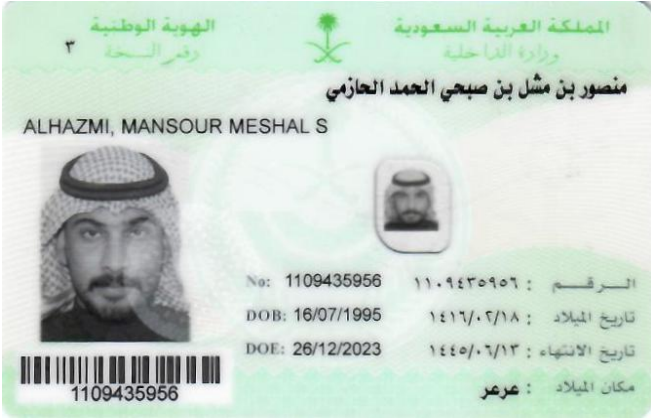 المملكة العربية السعودية
وزارة الداخلية
الهوية الوطنية
رقم النسخة
٣
منصور بن مشل بن صبحي الحمد الحازمي
ALHAZMI, MANSOUR MESHAL S
الـرقـم : ١١٠٩٤٣٥٩٥٦ No: 1109435956
تاريخ الميلاد : ١٤١٦/٠٢/١٨ DOB: 16/07/1995
تاريخ الانتهاء : ١٤٤٥/٠٦/١٣ DOE: 26/12/2023
مكان الميلاد : عرعر
1109435956